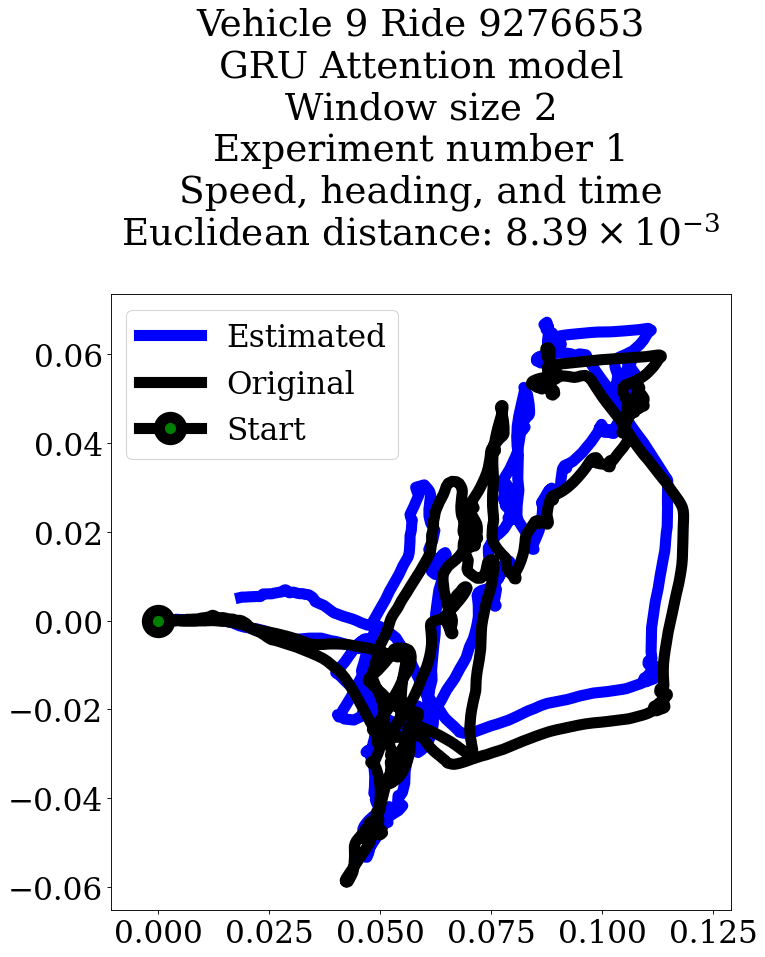 Vehicle 9 Ride 9276653
GRU Attention model
Window size 2
Experiment number 1
Speed, heading, and time
Euclidean distance: 8.39 × 10⁻³
Estimated
Original
Start
0.06
0.04
0.02
0.00
−0.02
−0.04
−0.06
0.000 0.025 0.050 0.075 0.100 0.125